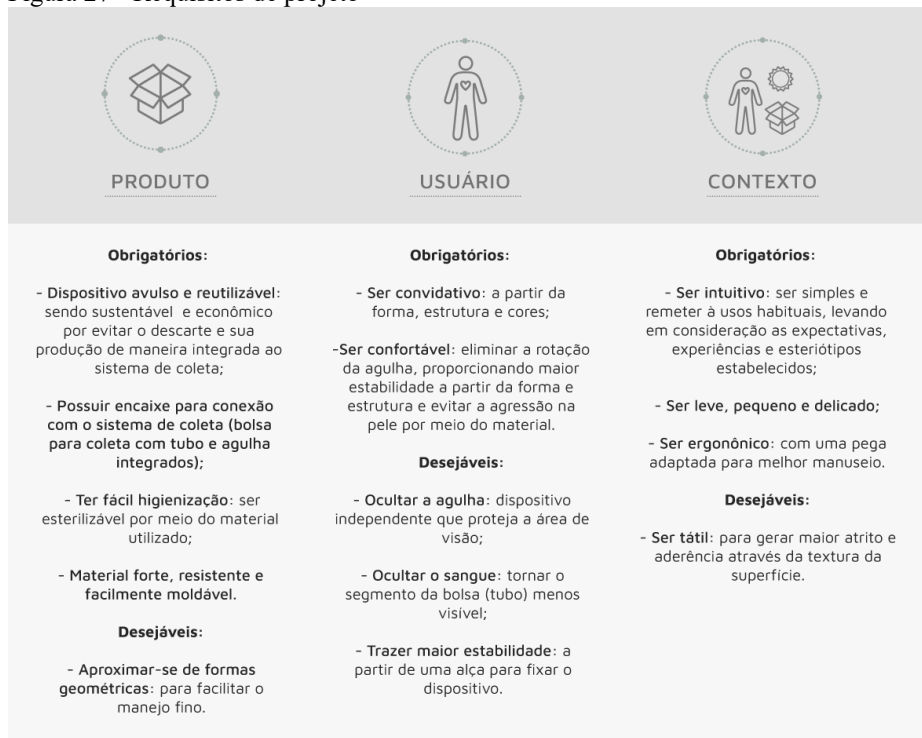 Figura 27 - Requisitos de projeto
PRODUTO
Obrigatórios:
- Dispositivo avulso e reutilizável:
sendo sustentável e econômico
por evitar o descarte e sua
produção de maneira integrada ao
sistema de coleta;
- Possuir encaixe para conexão
com o sistema de coleta (bolsa
para coleta com tubo e agulha
integrados);
- Ter fácil higienização: ser
esterilizável por meio do material
utilizado;
- Material forte, resistente e
facilmente moldável.
Desejáveis:
- Aproximar-se de formas
geométricas: para facilitar o
manejo fino.
USUÁRIO
Obrigatórios:
- Ser convidativo: a partir da
forma, estrutura e cores;
-Ser confortável: eliminar a rotação
da agulha, proporcionando maior
estabilidade a partir da forma e
estrutura e evitar a agressão na
pele por meio do material.
Desejáveis:
- Ocultar a agulha: dispositivo
independente que proteja a área de
visão;
- Ocultar o sangue: tornar o
segmento da bolsa (tubo) menos
visível;
- Trazer maior estabilidade: a
partir de uma alça para fixar o
dispositivo.
CONTEXTO
Obrigatórios:
- Ser intuitivo: ser simples e
remeter à usos habituais, levando
em consideração as expectativas,
experiências e esteriótipos
estabelecidos;
- Ser leve, pequeno e delicado;
- Ser ergonônico: com uma pega
adaptada para melhor manuseio.
Desejáveis:
- Ser tátil: para gerar maior atrito e
aderência através da textura da
superfície.